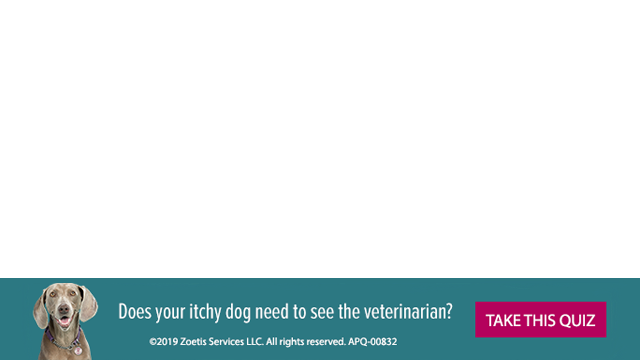 Does your itchy dog need to see the veterinarian?
TAKE THIS QUIZ
©2019 Zoetis Services LLC. All rights reserved. APQ-00832